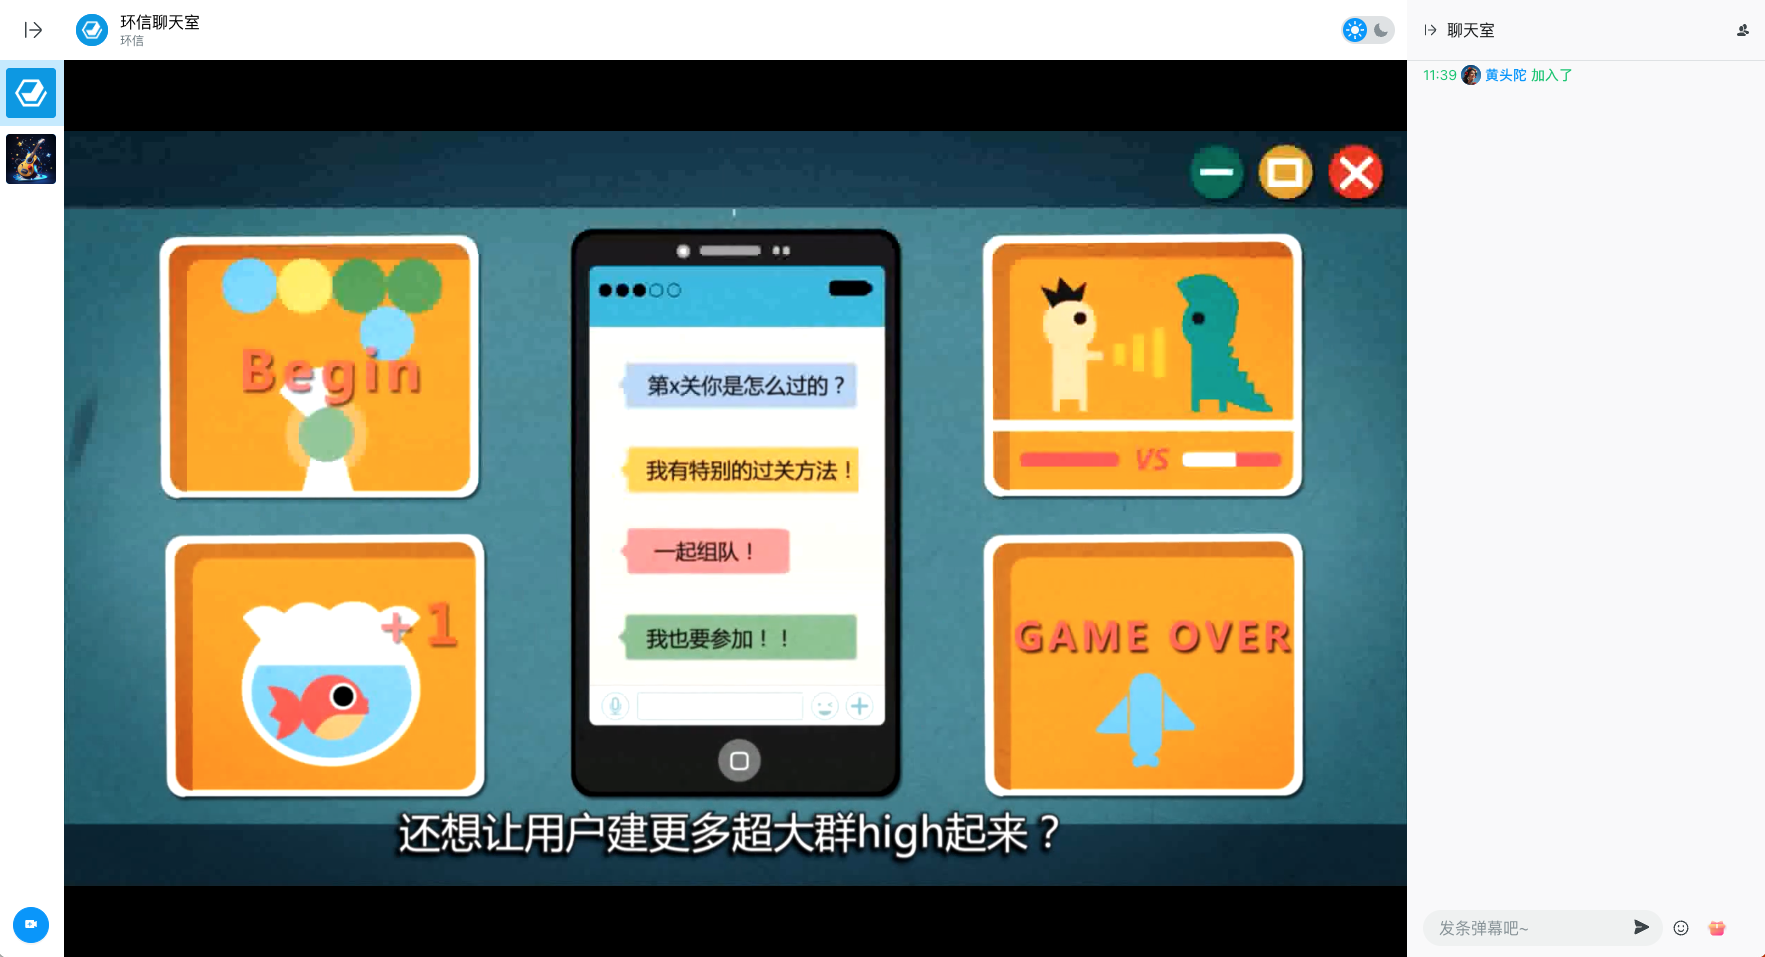 环信聊天室
环信
聊天室
11:39 黄头陀 加入了
Begin
第x关你是怎么过的？
我有特别的过关方法！
一起组队！
我也要参加！！
VS
+1
GAME OVER
还想让用户建更多超大群high起来？
发条弹幕吧~